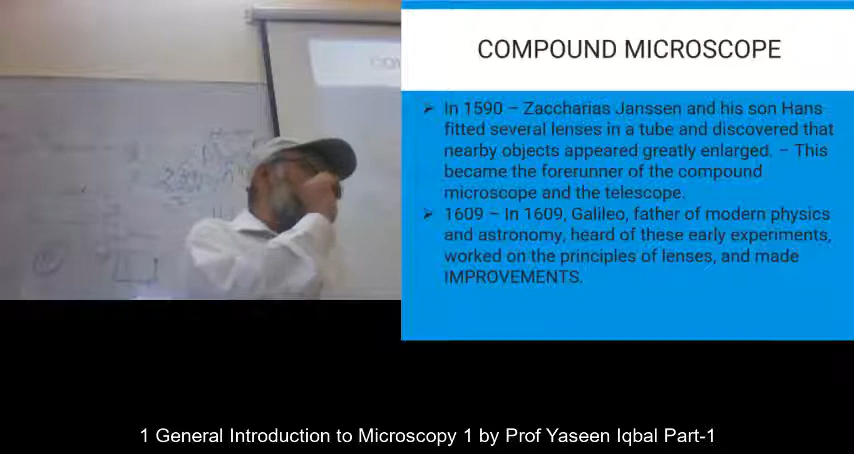 COMPOUND MICROSCOPE
➢ In 1590 – Zaccharias Janssen and his son Hans
fitted several lenses in a tube and discovered that
nearby objects appeared greatly enlarged. – This
became the forerunner of the compound
microscope and the telescope.
➢ 1609 – In 1609, Galileo, father of modern physics
and astronomy, heard of these early experiments,
worked on the principles of lenses, and made
IMPROVEMENTS.
1 General Introduction to Microscopy 1 by Prof Yaseen Iqbal Part-1